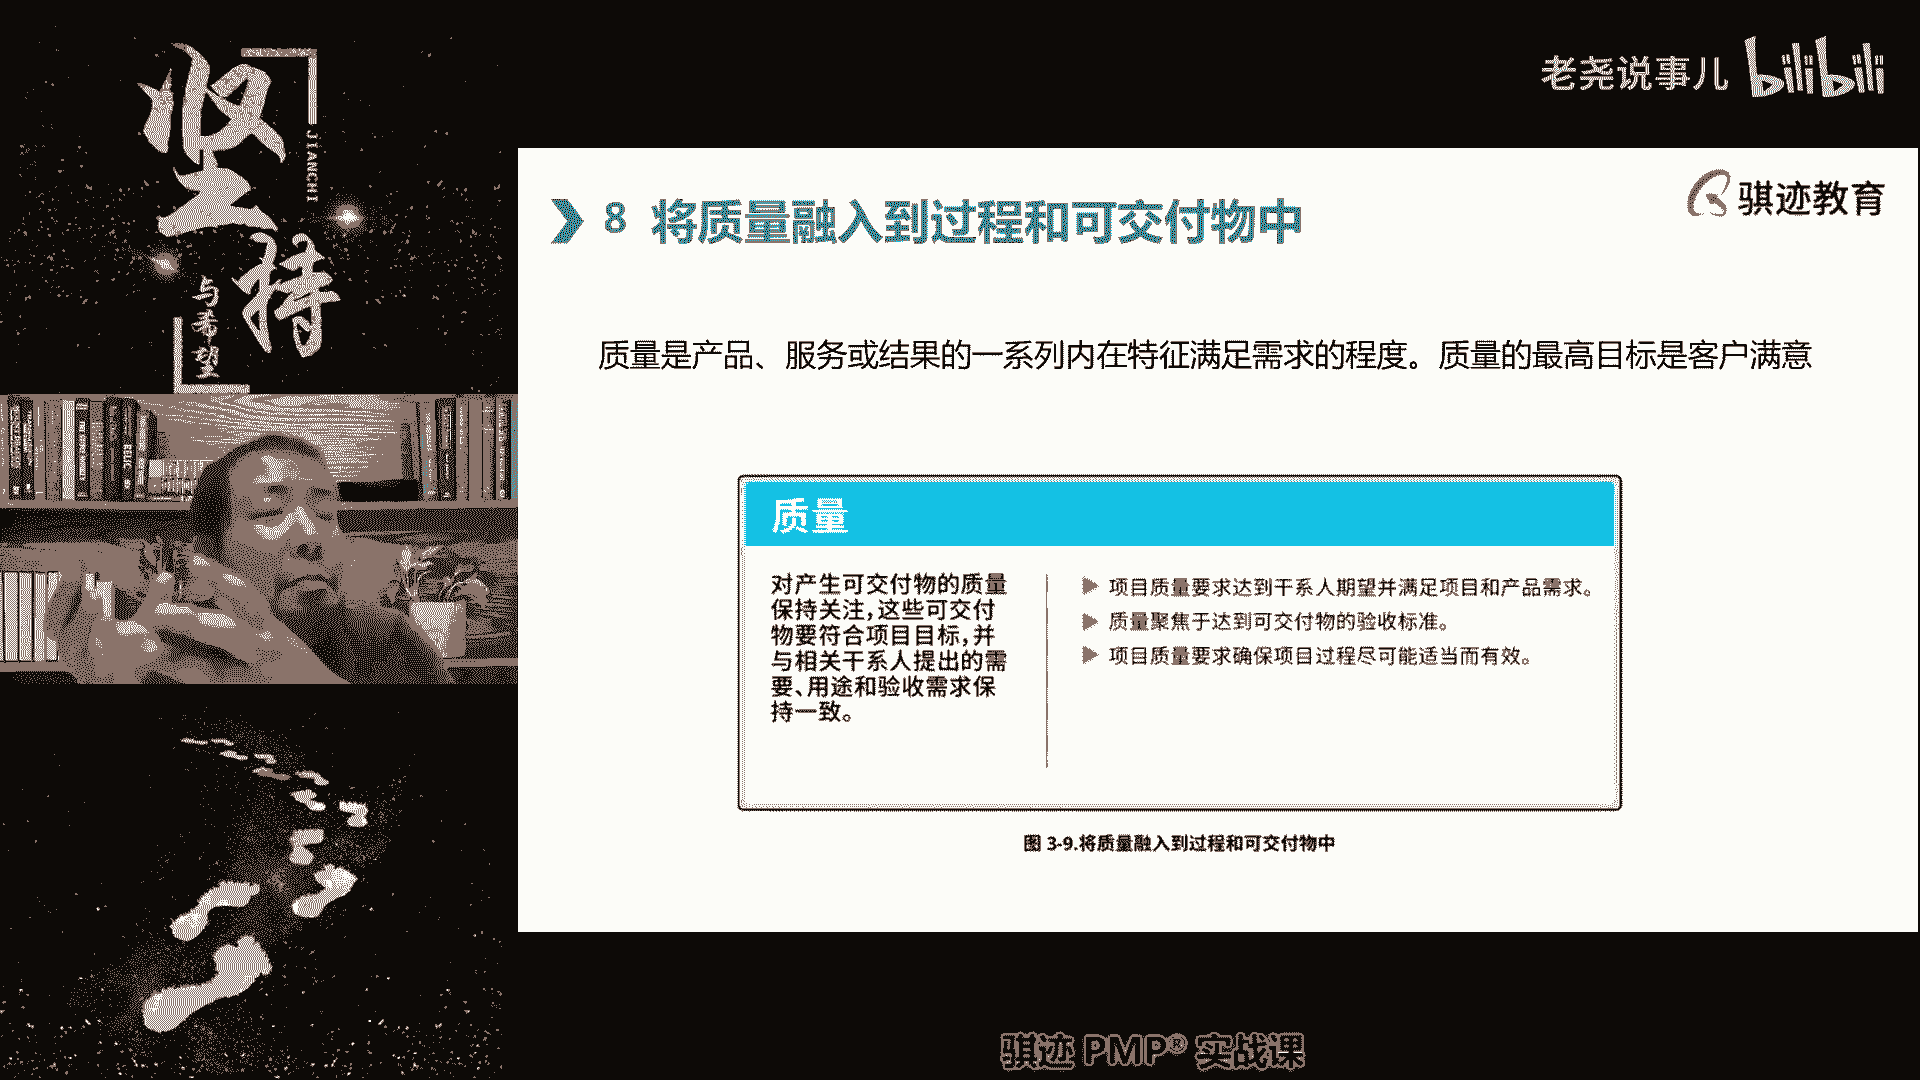 坚持
JIANCHI
与希望
老尧说事儿 bilibili
骐迹教育
8 将质量融入到过程和可交付物中
质量是产品、服务或结果的一系列内在特征满足需求的程度。质量的最高目标是客户满意
质量
对产生可交付物的质量
保持关注,这些可交付
物要符合项目目标,并
与相关干系人提出的需
要、用途和验收需求保
持一致。
▶ 项目质量要求达到干系人期望并满足项目和产品需求。
▶ 质量聚焦于达到可交付物的验收标准。
▶ 项目质量要求确保项目过程尽可能适当而有效。
图 3-9.将质量融入到过程和可交付物中
骐迹 PMP® 实战课